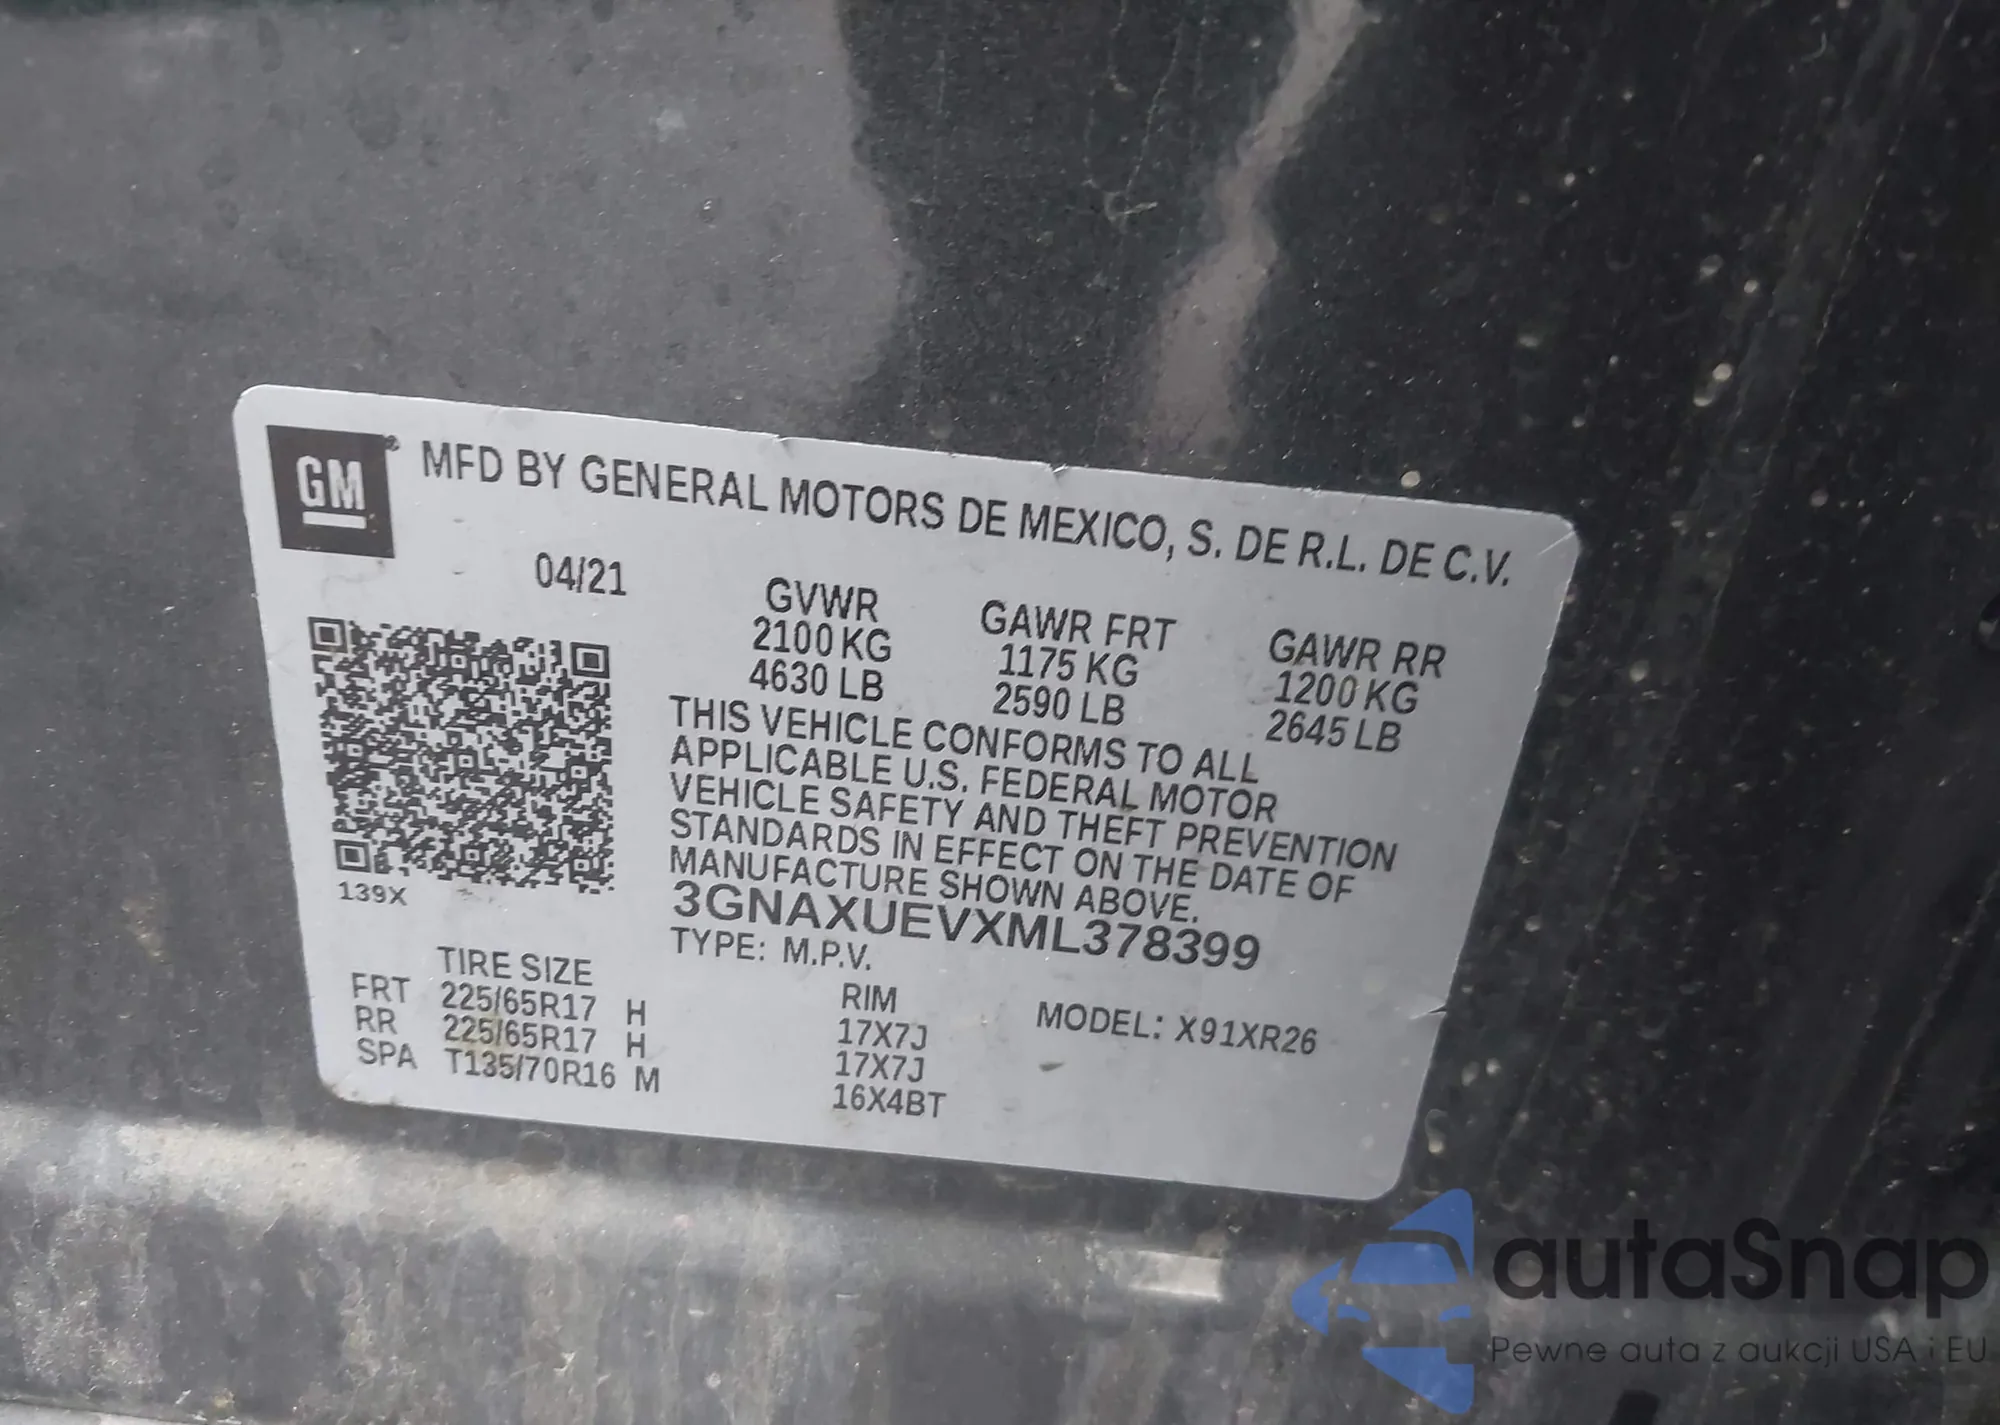 GM ® MFD BY GENERAL MOTORS DE MEXICO, S. DE R.L. DE C.V.
04/21 GVWR GAWR FRT GAWR RR
2100 KG 1175 KG 1200 KG
4630 LB 2590 LB 2645 LB
THIS VEHICLE CONFORMS TO ALL
APPLICABLE U.S. FEDERAL MOTOR
VEHICLE SAFETY AND THEFT PREVENTION
STANDARDS IN EFFECT ON THE DATE OF
MANUFACTURE SHOWN ABOVE.
139X 3GNAXUEVXML378399
TYPE: M.P.V. MODEL: X91XR26
TIRE SIZE RIM
FRT 225/65R17 H 17X7J
RR 225/65R17 H 17X7J
SPA T135/70R16 M 16X4BT
autaSnap
Pewne auta z aukcji USA i EU